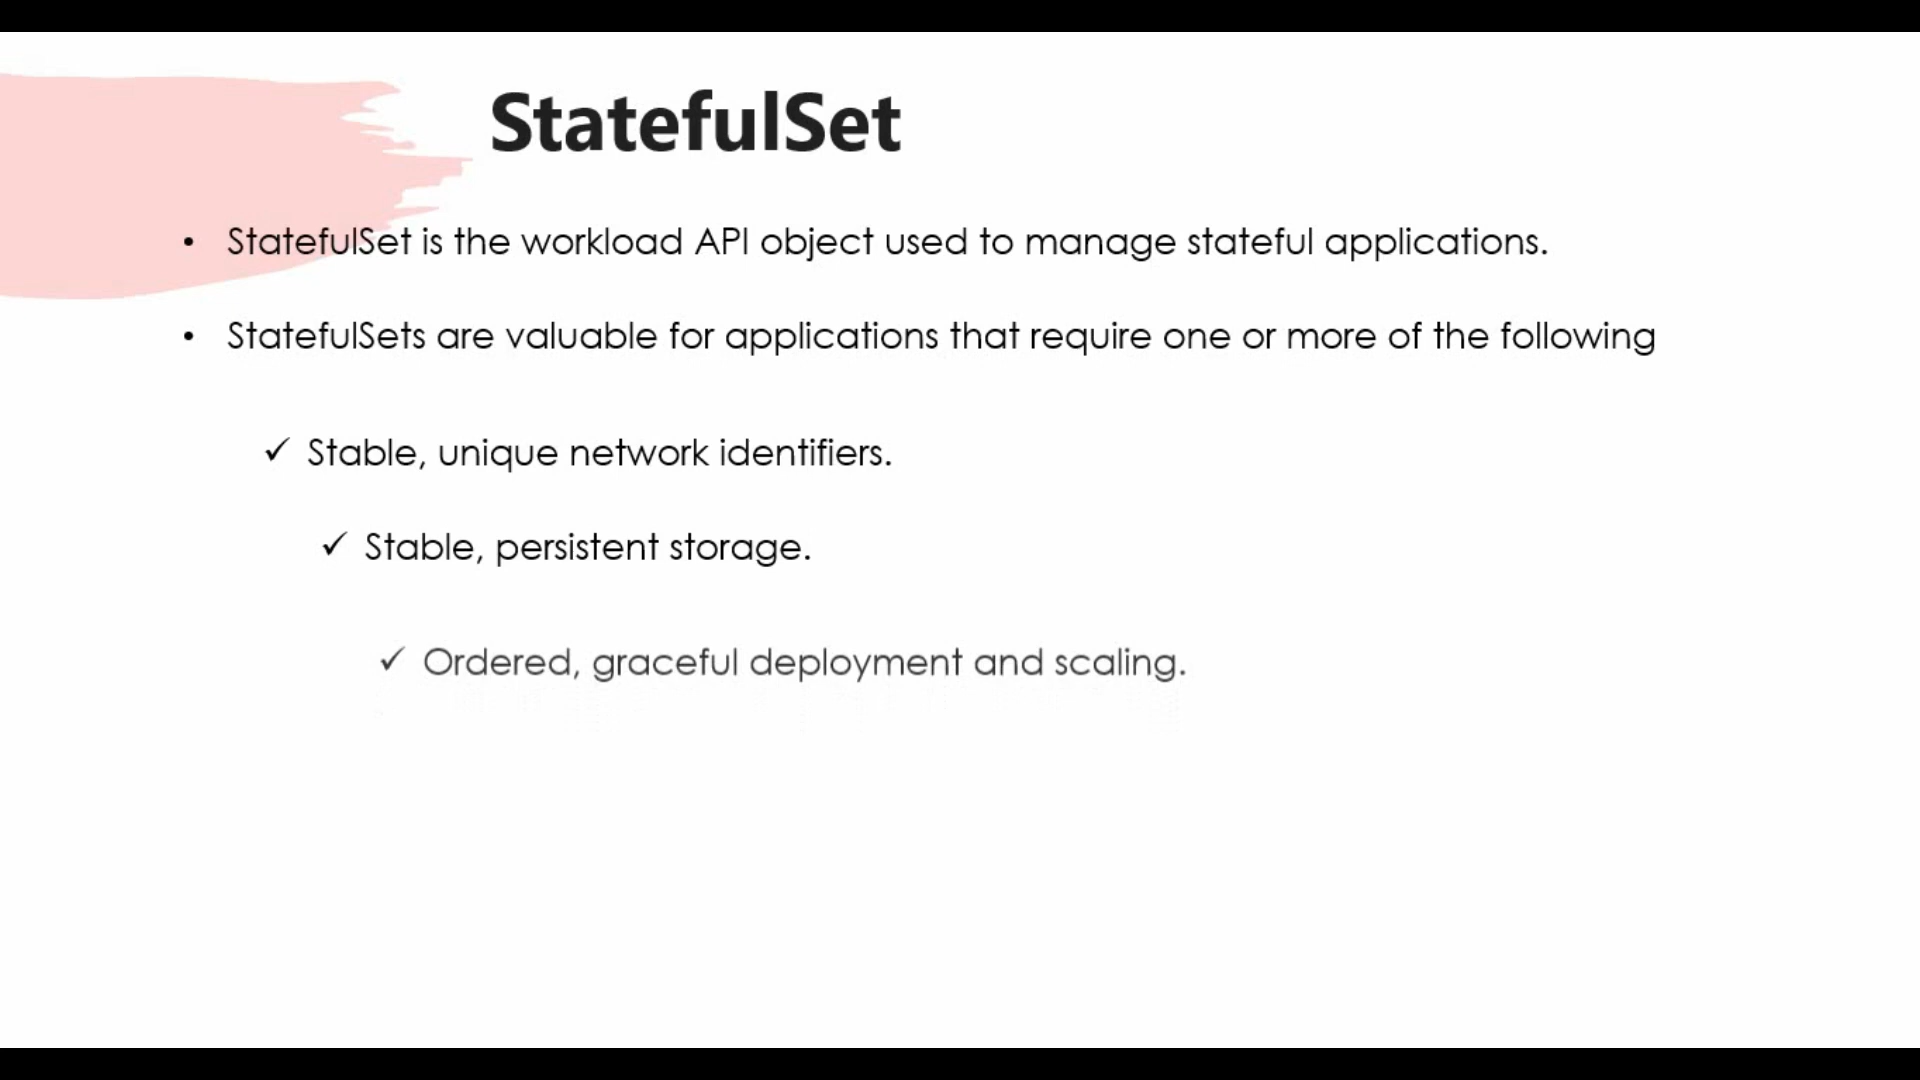 StatefulSet
• StatefulSet is the workload API object used to manage stateful applications.
• StatefulSets are valuable for applications that require one or more of the following
✓ Stable, unique network identifiers.
✓ Stable, persistent storage.
✓ Ordered, graceful deployment and scaling.